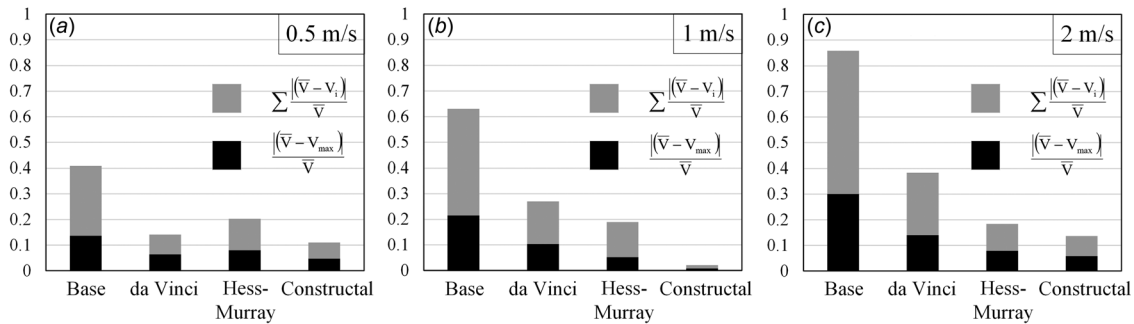 1
0.9
0.8
0.7
0.6
0.5
0.4
0.3
0.2
0.1
0
(a)
0.5 m/s
∑ |(V̅ − Vᵢ)| / V̅
|(V̅ − V_max)| / V̅
Base
da Vinci
Hess-
Murray
Constructal
1
0.9
0.8
0.7
0.6
0.5
0.4
0.3
0.2
0.1
0
(b)
1 m/s
∑ |(V̅ − Vᵢ)| / V̅
|(V̅ − V_max)| / V̅
Base
da Vinci
Hess-
Murray
Constructal
1
0.9
0.8
0.7
0.6
0.5
0.4
0.3
0.2
0.1
0
(c)
2 m/s
∑ |(V̅ − Vᵢ)| / V̅
|(V̅ − V_max)| / V̅
Base
da Vinci
Hess-
Murray
Constructal